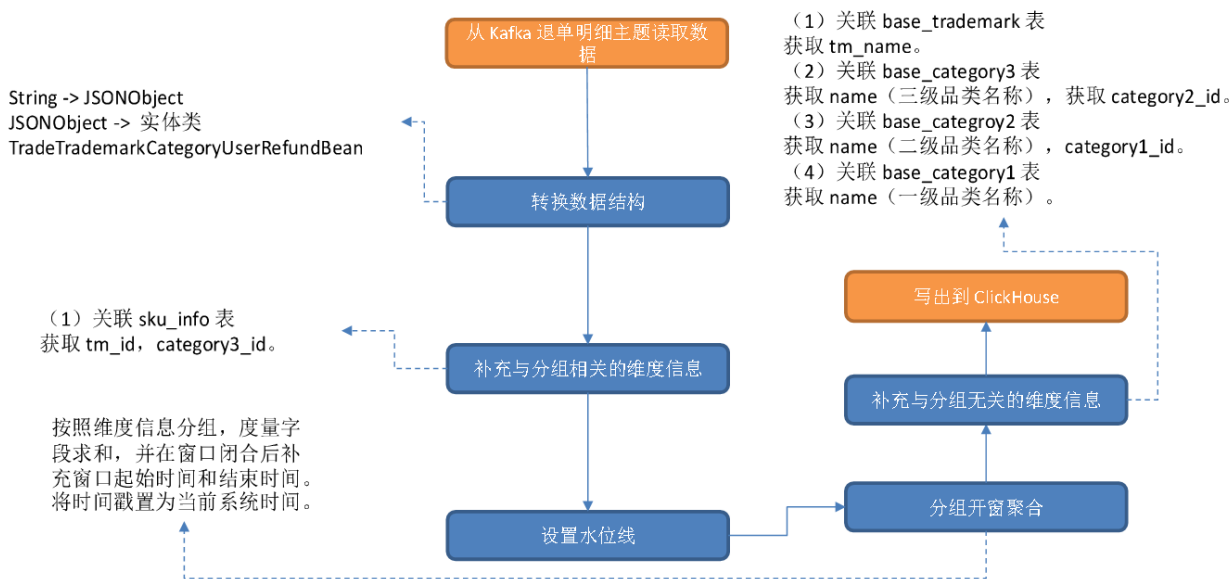 从 Kafka 退单明细主题读取数
据
String -> JSONObject
JSONObject -> 实体类
TradeTrademarkCategoryUserRefundBean
转换数据结构
（1）关联 sku_info 表
获取 tm_id，category3_id。
补充与分组相关的维度信息
按照维度信息分组，度量字
段求和，并在窗口闭合后补
充窗口起始时间和结束时间。
将时间戳置为当前系统时间。
设置水位线
分组开窗聚合
补充与分组无关的维度信息
（1）关联 base_trademark 表
获取 tm_name。
（2）关联 base_category3 表
获取 name（三级品类名称），获取 category2_id。
（3）关联 base_categroy2 表
获取 name（二级品类名称），category1_id。
（4）关联 base_category1 表
获取 name（一级品类名称）。
写出到 ClickHouse